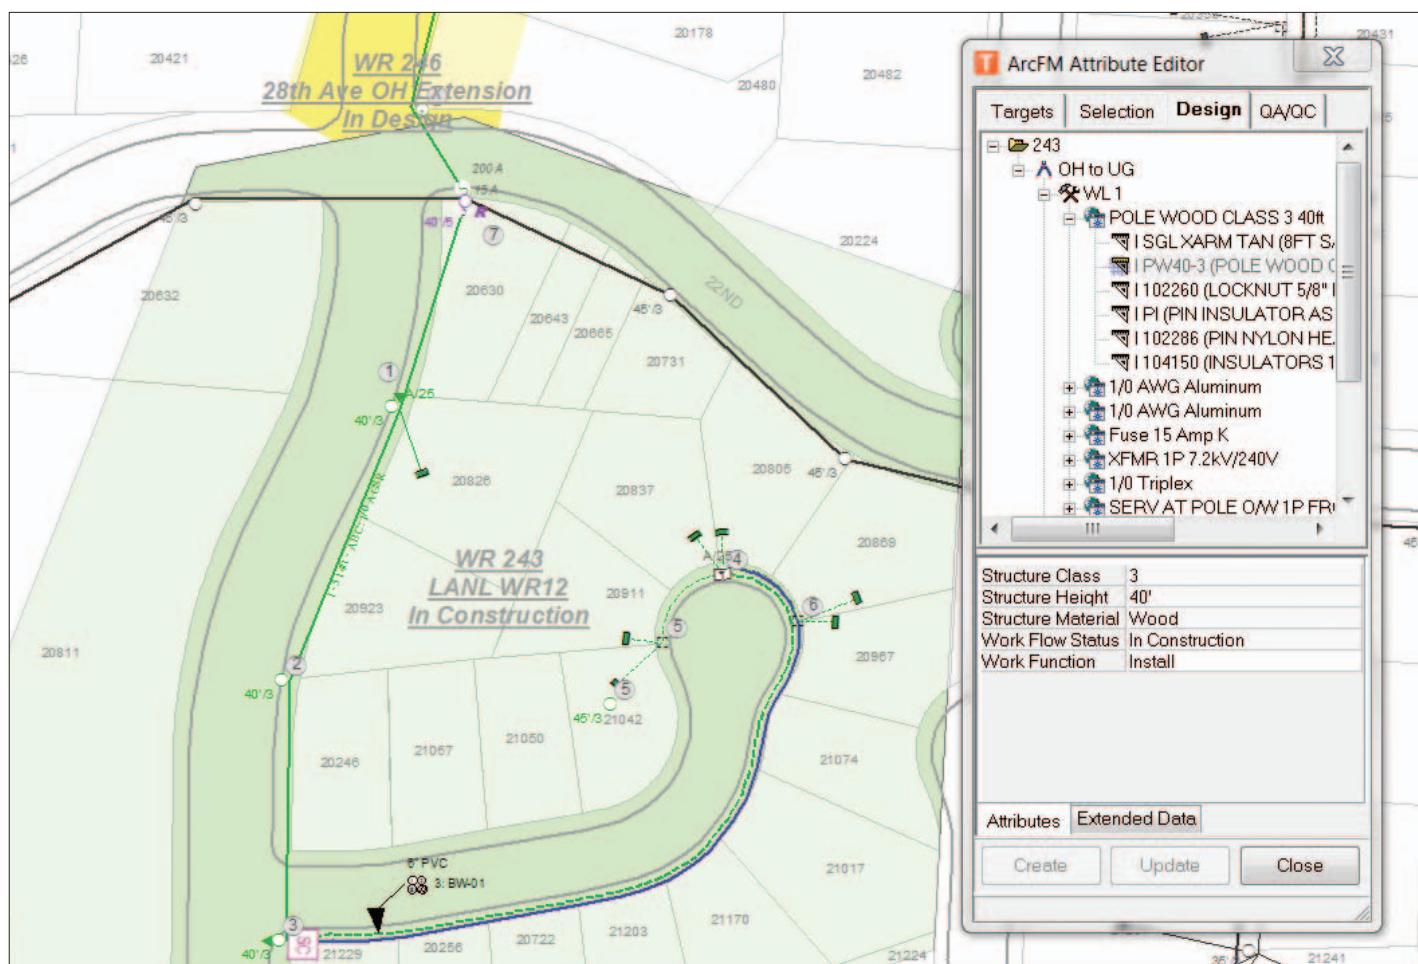 20421
20178
20431
WR 246
28th Ave OH Extension
In Design
20480
20482
200 A
15 A
45'/3
40'/5
R
7
20224
20632
20630
22ND
20643
20665
45'/3
20731
1
A/25
40'/3
20826
20837
20805
45'/3
WR 243
LANL WR12
In Construction
A/25
4
20869
20923
20911
6
5
20811
2
20967
40'/3
5
45'/3
21042
20246
21067
21050
21074
6" PVC
3: BW-01
21017
3
40'/3
SC
21229
20256
20722
21203
21170
21224
35'/
21241
ArcFM Attribute Editor
Targets
Selection
Design
QA/QC
243
OH to UG
WL 1
POLE WOOD CLASS 3 40ft
I SGL XARM TAN (8FT S
I PW40-3 (POLE WOOD C
I 102260 (LOCKNUT 5/8"
I PI (PIN INSULATOR AS
I 102286 (PIN NYLON HE
I 104150 (INSULATORS 1
1/0 AWG Aluminum
1/0 AWG Aluminum
Fuse 15 Amp K
XFMR 1P 7.2kV/240V
1/0 Triplex
SERV AT POLE O/W 1P FR
Structure Class 3
Structure Height 40'
Structure Material Wood
Work Flow Status In Construction
Work Function Install
Attributes
Extended Data
Create
Update
Close